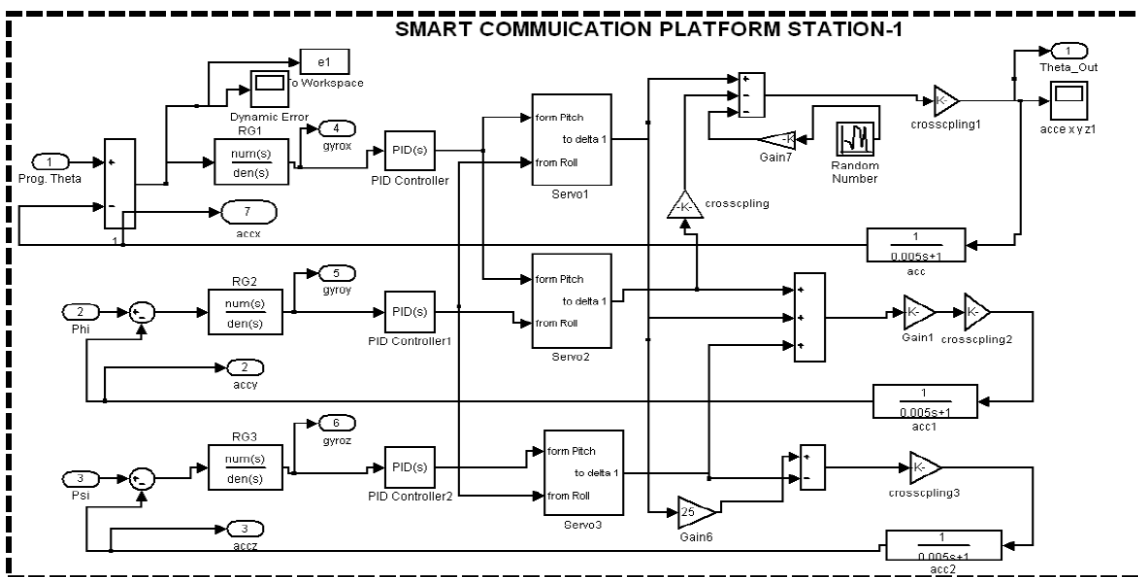 SMART COMMUICATION PLATFORM STATION-1
e1
To Workspace
Dynamic Error
1
Prog. Theta
+
-
1
RG1
num(s)
den(s)
4
gyrox
PID(s)
PID Controller
form Pitch
to delta 1
from Roll
Servo1
+
-
-
-K
Gain7
Random
Number
K-
crosscpling1
1
Theta_Out
acce x y z1
7
accx
-K-
crosscpling
1
0.005s+1
acc
2
Phi
+
-
RG2
num(s)
den(s)
5
gyroy
PID(s)
PID Controller1
form Pitch
to delta 1
from Roll
Servo2
+
+
+
K-
Gain1
K-
crosscpling2
2
accy
1
0.005s+1
acc1
3
Psi
+
-
RG3
num(s)
den(s)
6
gyroz
PID(s)
PID Controller2
form Pitch
to delta 1
from Roll
Servo3
25
Gain6
+
-
K-
crosscpling3
3
accz
1
0.005s+1
acc2